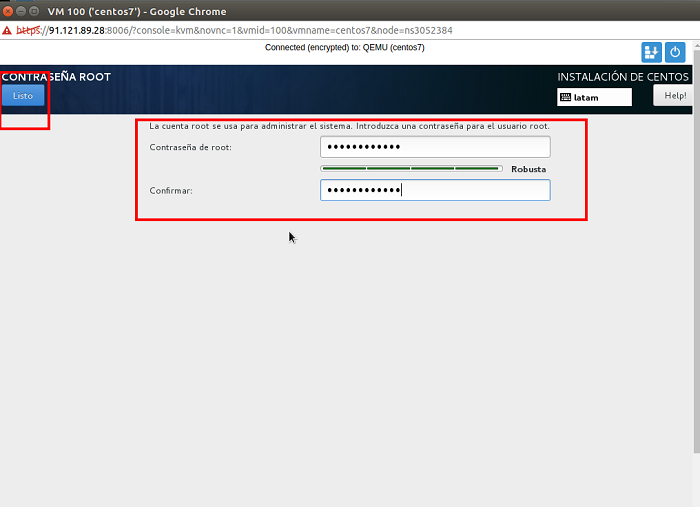 VM 100 ('centos7') - Google Chrome
https://91.121.89.28:8006/?console=kvm&novnc=1&vmid=100&vmname=centos7&node=ns3052384
Connected (encrypted) to: QEMU (centos7)
CONTRASEÑA ROOT
INSTALACIÓN DE CENTOS
Listo
latam
Help!
La cuenta root se usa para administrar el sistema. Introduzca una contraseña para el usuario root.
Contraseña de root:
••••••••••••
Robusta
Confirmar:
••••••••••••